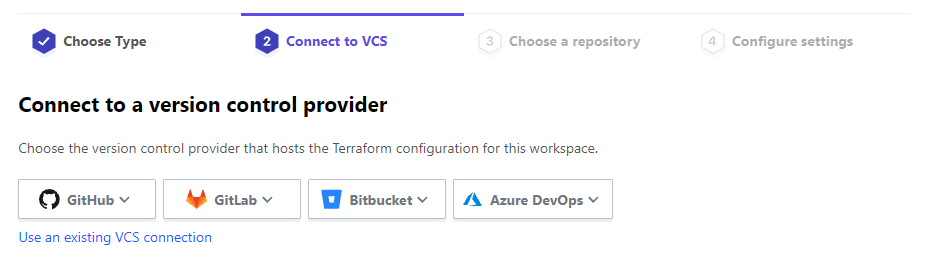 Choose Type
2 Connect to VCS
3 Choose a repository
4 Configure settings
Connect to a version control provider
Choose the version control provider that hosts the Terraform configuration for this workspace.
GitHub
GitLab
Bitbucket
Azure DevOps
Use an existing VCS connection